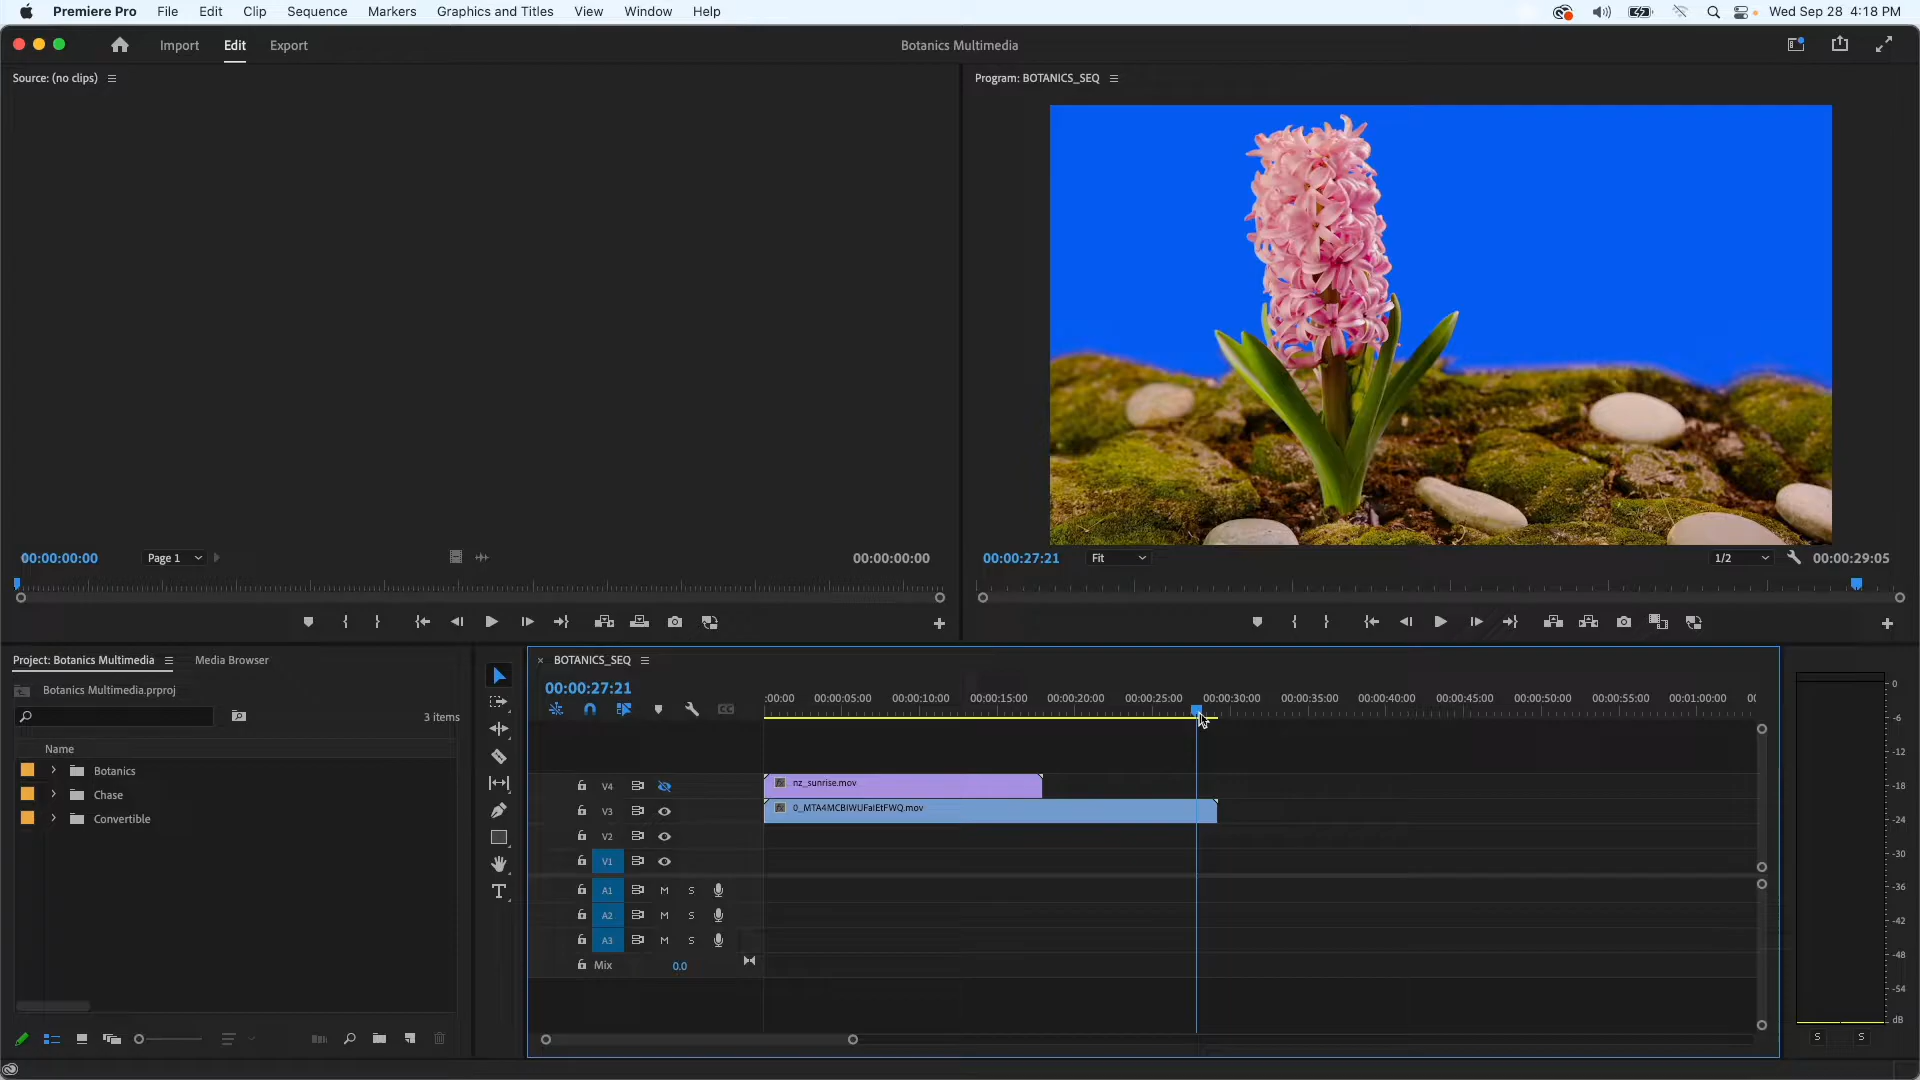 Premiere Pro File Edit Clip Sequence Markers Graphics and Titles View Window Help Wed Sep 28 4:18 PM
Import Edit Export Botanics Multimedia
Source: (no clips) Program: BOTANICS_SEQ
00:00:00:00 Page 1 00:00:00:00 00:00:27:21 Fit 1/2 00:00:29:05
Project: Botanics Multimedia Media Browser
Botanics Multimedia.prproj
3 items
Name
Botanics
Chase
Convertible
BOTANICS_SEQ
00:00:27:21
:00:00 00:00:05:00 00:00:10:00 00:00:15:00 00:00:20:00 00:00:25:00 00:00:30:00 00:00:35:00 00:00:40:00 00:00:45:00 00:00:50:00 00:00:55:00 00:01:00:00 00
CC
V4 nz_sunrise.mov
V3 0_MTA4MCBIWUFalEtFWQ.mov
V2
V1
A1 M S
A2 M S
A3 M S
Mix 0.0
0
-6
-12
-18
-24
-30
-36
-42
-48
-54
dB
S S